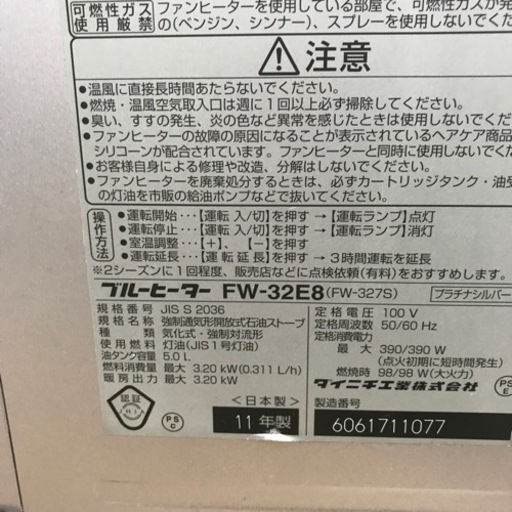 可燃性ガス
使用厳禁
ファンヒーターを使用している部屋で、可燃性ガスが発
の(ベンジン、シンナー)、スプレーを使用しないでくだ
注意
●温風に直接長時間あたらないでください。
●燃焼・温風空気取入口は週に1回以上必ず掃除してください。
●臭い、すすの発生、炎の色など異常を感じたときは使用しないでくだ
●ファンヒーターの故障の原因になることが表示されているヘアケア商品
シリコーンが配合されています。ファンヒーターと同時に使用しないでく
●お客様自身による修理や改造、分解はしないでください。
●ファンヒーターを廃棄処分するときは、必ずカートリッジタンク・油受
の灯油を市販の給油ポンプなどで抜いてください。
操作方法
●運転開始…【運転 入/切】を押す→【運転ランプ】点灯
●運転停止…【運転 入/切】を押す→【運転ランプ】消灯
●室温調整…【+】、【-】を押す
●運転延長…【運転延長】を押す→3時間運転を延長
※2シーズンに1回程度、販売店などに点検依頼(有料)をおすすめします
ブルーヒーター FW-32E8(FW-327S) プラチナシルバー
規格番号 JIS S 2036
規格名称 強制通気形開放式石油ストーブ
種類 気化式・強制対流形
使用燃料 灯油(JIS1号灯油)
油タンク容量 5.0L
燃料消費量 最大 3.20kW(0.311L/h)
暖房出力 最大 3.20kW
定格電圧 100V
定格周波数 50/60Hz
定格消費電力
最大 390/390W
(点火初期に短時間発生)
燃焼時 98/98W(大火力)
ダイニチ工業株式会社
認証
PSC
<日本製>
11年製
製造番号
6061711077
PSE